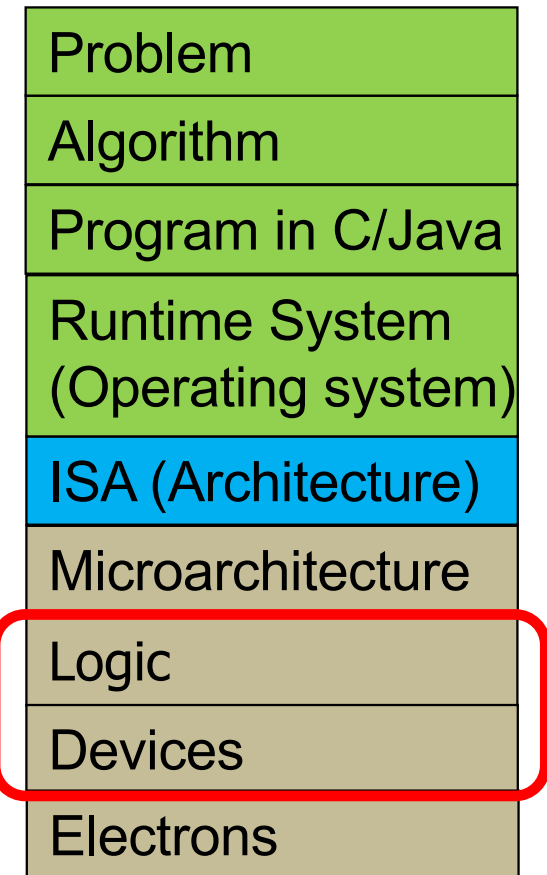 Problem
Algorithm
Program in C/Java
Runtime System
(Operating system)
ISA (Architecture)
Microarchitecture
Logic
Devices
Electrons